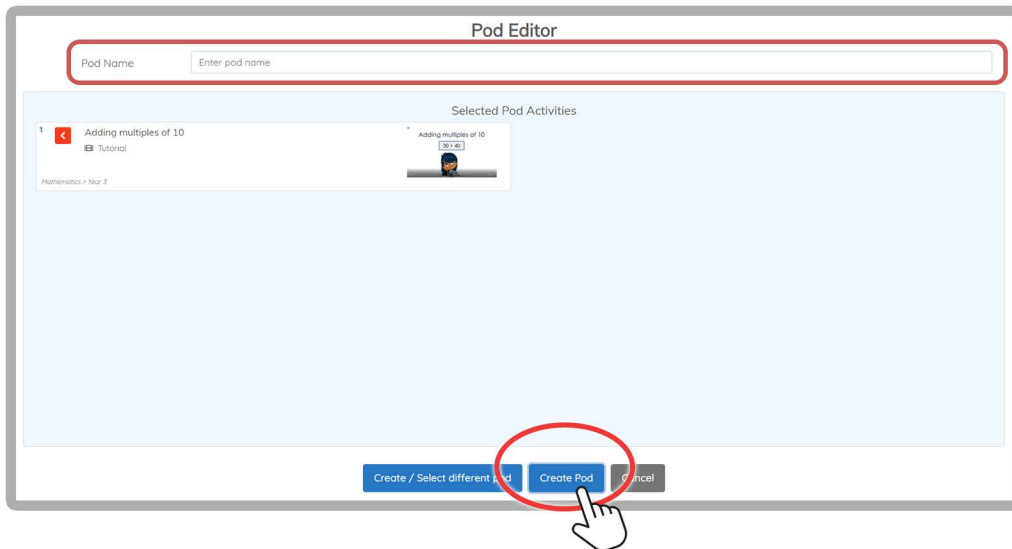 Pod Editor
Pod Name
Enter pod name
Selected Pod Activities
1
Adding multiples of 10
Tutorial
Mathematics > Year 3
Adding multiples of 10
30 + 40
Create / Select different pod
Create Pod
Cancel